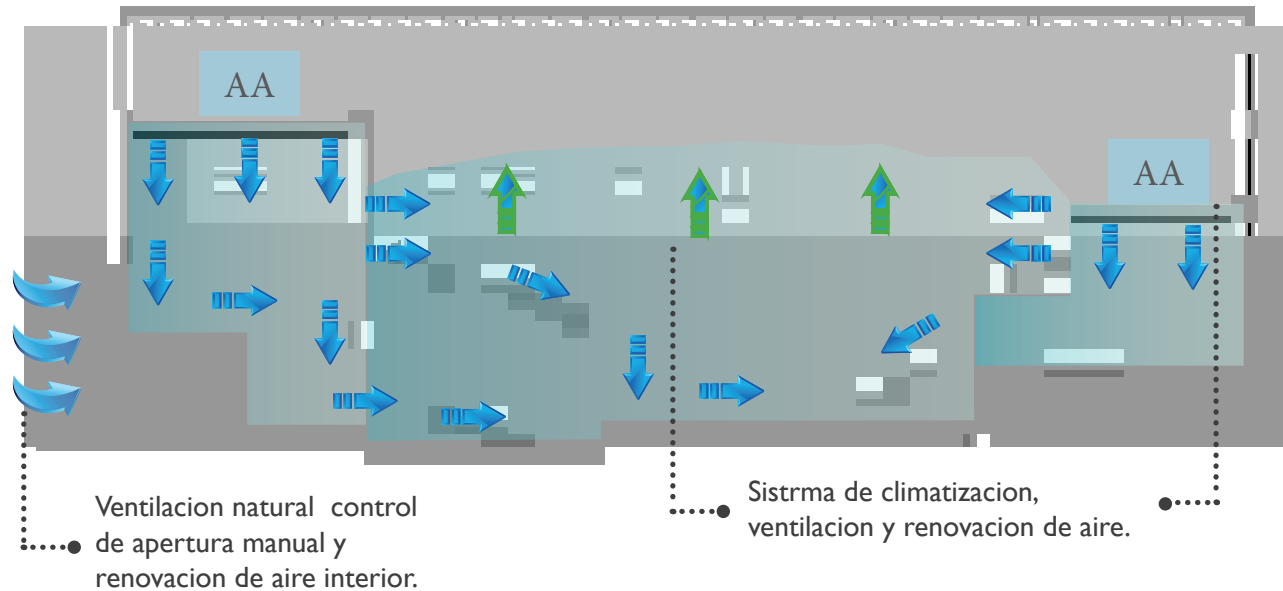 AA
AA
Ventilacion natural control
de apertura manual y
renovacion de aire interior.
Sistrma de climatizacion,
ventilacion y renovacion de aire.